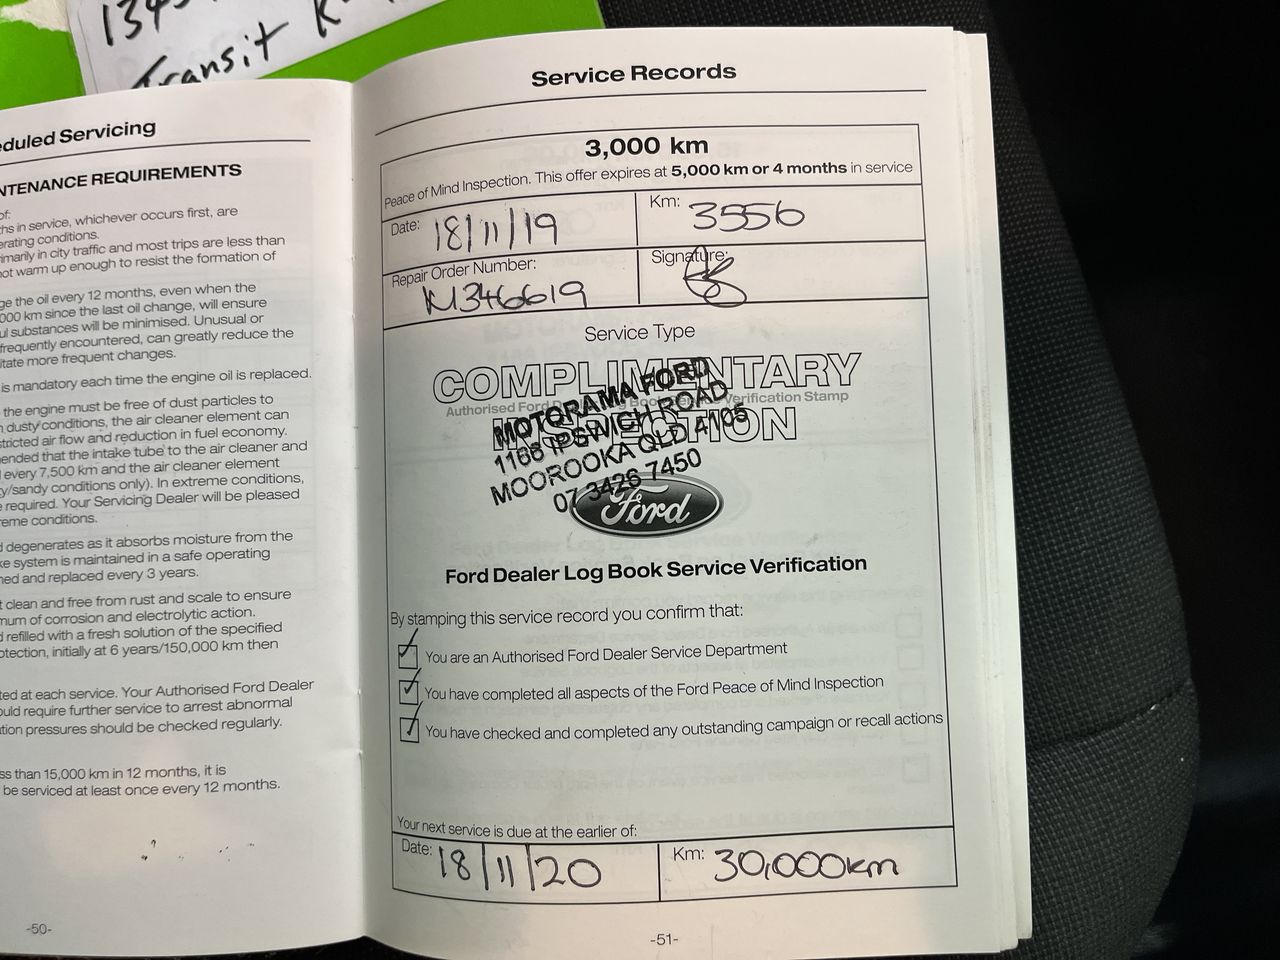 1345
Transit K
eduled Servicing
NTENANCE REQUIREMENTS
of:
ths in service, whichever occurs first, are
erating conditions.
rimarily in city traffic and most trips are less than
not warm up enough to resist the formation of
ge the oil every 12 months, even when the
000 km since the last oil change, will ensure
ul substances will be minimised. Unusual or
frequently encountered, can greatly reduce the
itate more frequent changes.
is mandatory each time the engine oil is replaced.
the engine must be free of dust particles to
dusty conditions, the air cleaner element can
stricted air flow and reduction in fuel economy.
ended that the intake tube to the air cleaner and
every 7,500 km and the air cleaner element
ty/sandy conditions only). In extreme conditions,
required. Your Servicing Dealer will be pleased
reme conditions.
d degenerates as it absorbs moisture from the
ke system is maintained in a safe operating
ned and replaced every 3 years.
t clean and free from rust and scale to ensure
mum of corrosion and electrolytic action.
d refilled with a fresh solution of the specified
otection, initially at 6 years/150,000 km then
ted at each service. Your Authorised Ford Dealer
ould require further service to arrest abnormal
ation pressures should be checked regularly.
ss than 15,000 km in 12 months, it is
be serviced at least once every 12 months.
-50-
Service Records
3,000 km
Peace of Mind Inspection. This offer expires at 5,000 km or 4 months in service
Date: 18/11/19 Km: 3556
Repair Order Number: Signature:
M346619
Service Type
COMPLIMENTARY
Authorised Ford Log Book Service Verification Stamp
INSPECTION
MOTORAMA FORD
1166 IPSWICH ROAD
MOOROOKA QLD 4105
07 3426 7450
Ford
Ford Dealer Log Book Service Verification
By stamping this service record you confirm that:
You are an Authorised Ford Dealer Service Department
You have completed all aspects of the Ford Peace of Mind Inspection
You have checked and completed any outstanding campaign or recall actions
Your next service is due at the earlier of:
Date: 18/11/20 Km: 30,000km
-51-